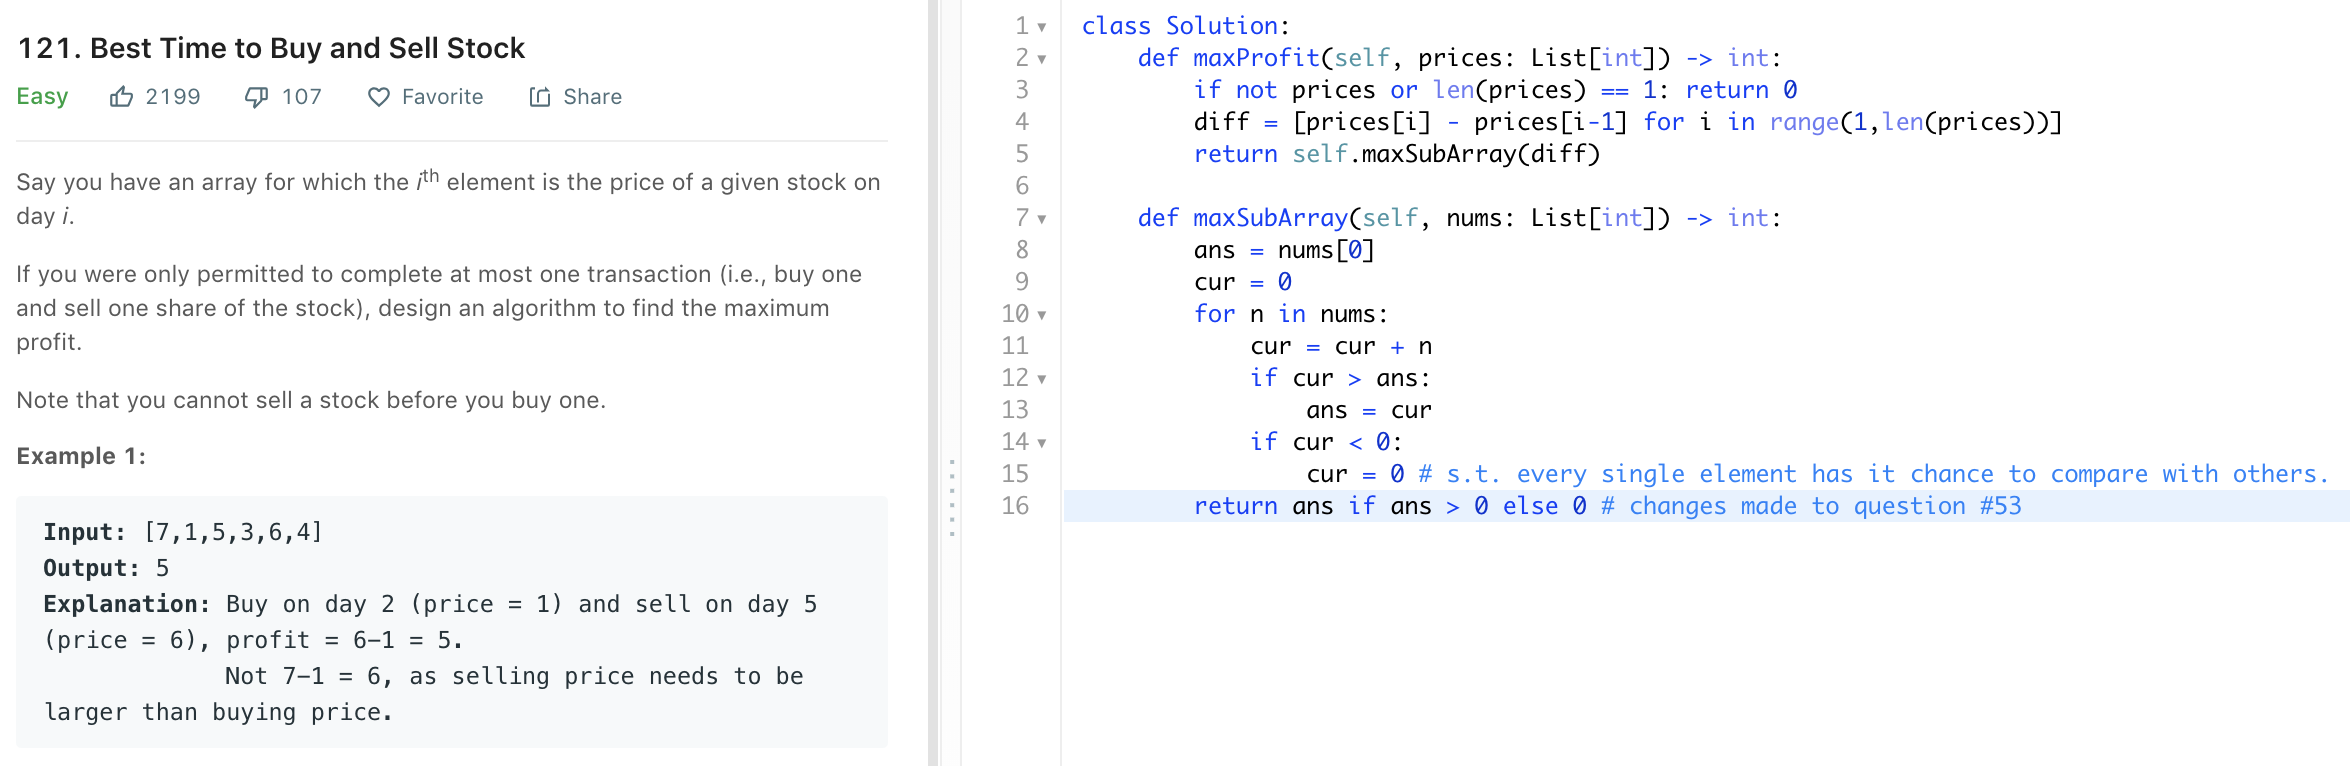 121. Best Time to Buy and Sell Stock
Easy 2199 107 Favorite Share
Say you have an array for which the ith element is the price of a given stock on
day i.
If you were only permitted to complete at most one transaction (i.e., buy one
and sell one share of the stock), design an algorithm to find the maximum
profit.
Note that you cannot sell a stock before you buy one.
Example 1:
Input: [7,1,5,3,6,4]
Output: 5
Explanation: Buy on day 2 (price = 1) and sell on day 5
(price = 6), profit = 6-1 = 5.
Not 7-1 = 6, as selling price needs to be
larger than buying price.
1 class Solution:
2 def maxProfit(self, prices: List[int]) -> int:
3 if not prices or len(prices) == 1: return 0
4 diff = [prices[i] - prices[i-1] for i in range(1,len(prices))]
5 return self.maxSubArray(diff)
6
7 def maxSubArray(self, nums: List[int]) -> int:
8 ans = nums[0]
9 cur = 0
10 for n in nums:
11 cur = cur + n
12 if cur > ans:
13 ans = cur
14 if cur < 0:
15 cur = 0 # s.t. every single element has it chance to compare with others.
16 return ans if ans > 0 else 0 # changes made to question #53